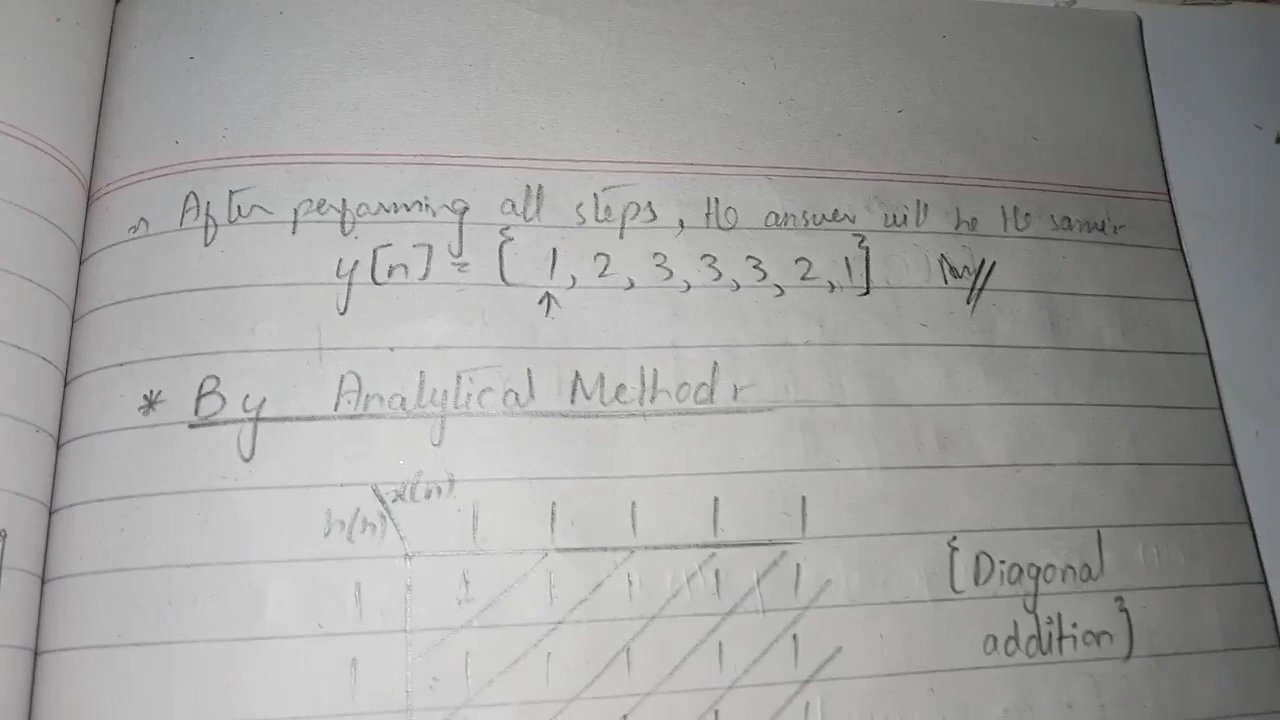 After performing all steps, the answer will be the same:-
y[n] = [{ 1, 2, 3, 3, 3, 2, 1}]
↑
* By Analytical Method:
x(n)
h(n) 1 1 1 1 1
1 1 1 1 1 1
1 1 1 1 1 1
{Diagonal
addition}